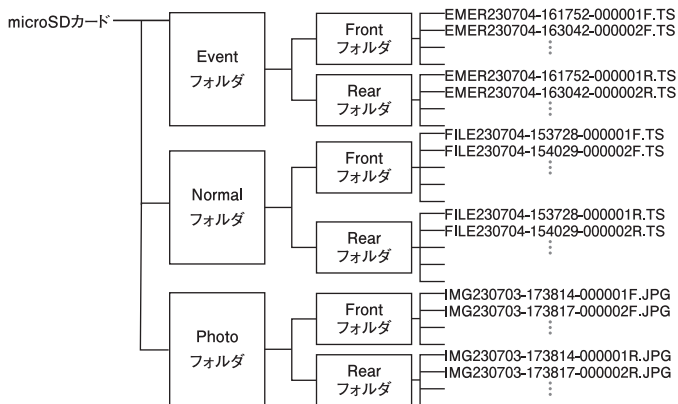 microSDカード
Event
フォルダ
Front
フォルダ
EMER230704-161752-000001F.TS
EMER230704-163042-000002F.TS
Rear
フォルダ
EMER230704-161752-000001R.TS
EMER230704-163042-000002R.TS
Normal
フォルダ
Front
フォルダ
FILE230704-153728-000001F.TS
FILE230704-154029-000002F.TS
Rear
フォルダ
FILE230704-153728-000001R.TS
FILE230704-154029-000002R.TS
Photo
フォルダ
Front
フォルダ
IMG230703-173814-000001F.JPG
IMG230703-173817-000002F.JPG
Rear
フォルダ
IMG230703-173814-000001R.JPG
IMG230703-173817-000002R.JPG